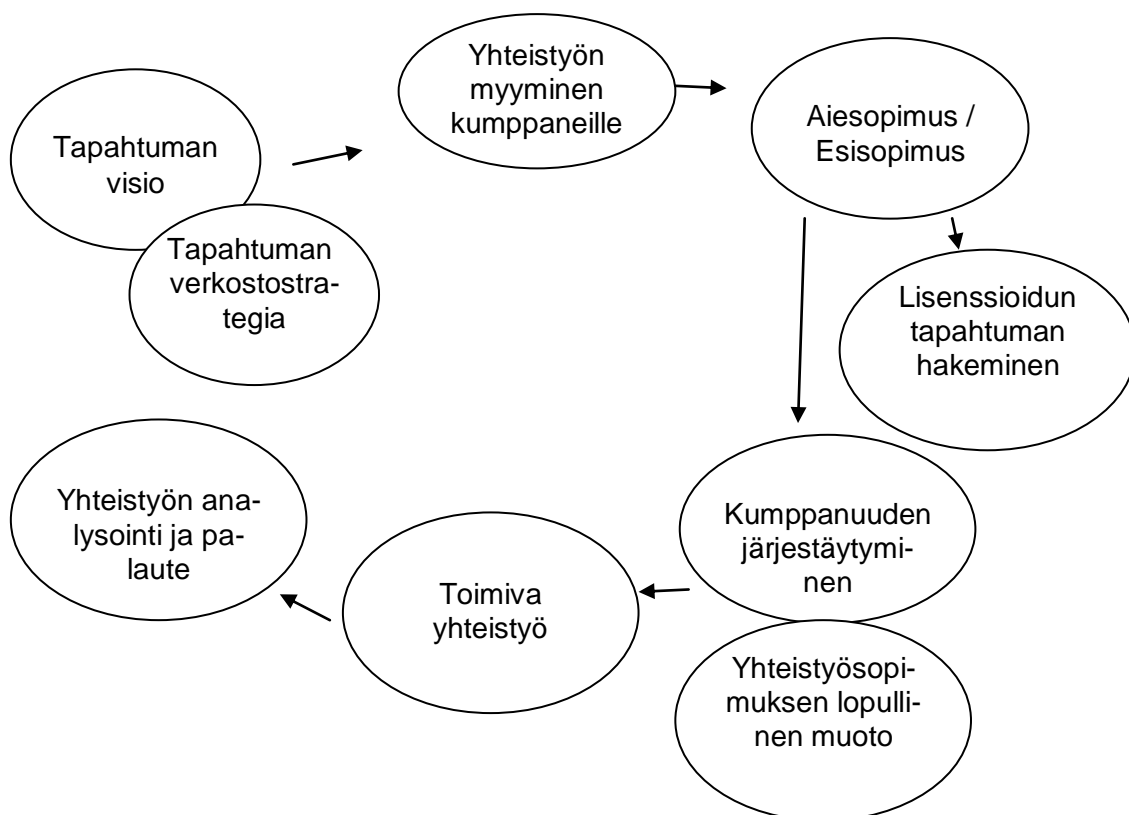 Tapahtuman
visio
Tapahtuman
verkostostra-
tegia
Yhteistyön
myyminen
kumppaneille
Aiesopimus /
Esisopimus
Lisenssioidun
tapahtuman
hakeminen
Kumppanuuden
järjestäytymi-
nen
Yhteistyösopi-
muksen lopulli-
nen muoto
Toimiva
yhteistyö
Yhteistyön ana-
lysointi ja pa-
laute